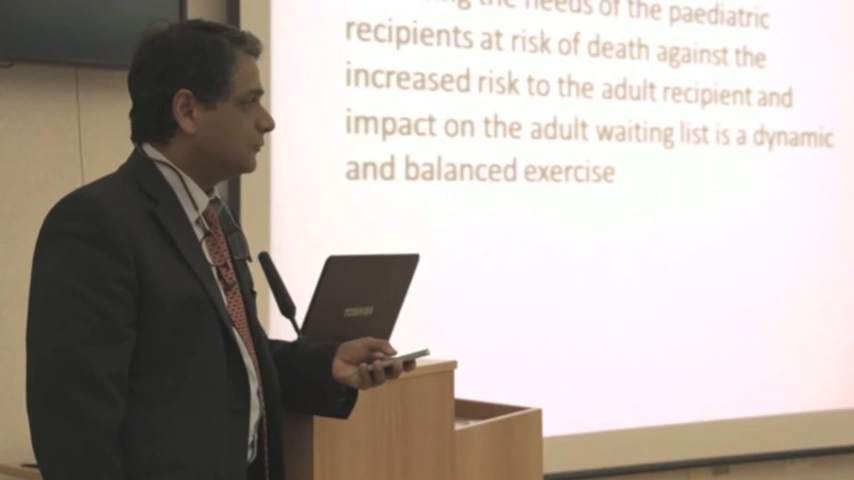 the needs of the paediatric
recipients at risk of death against the
increased risk to the adult recipient and
impact on the adult waiting list is a dynamic
and balanced exercise
TOSHIBA